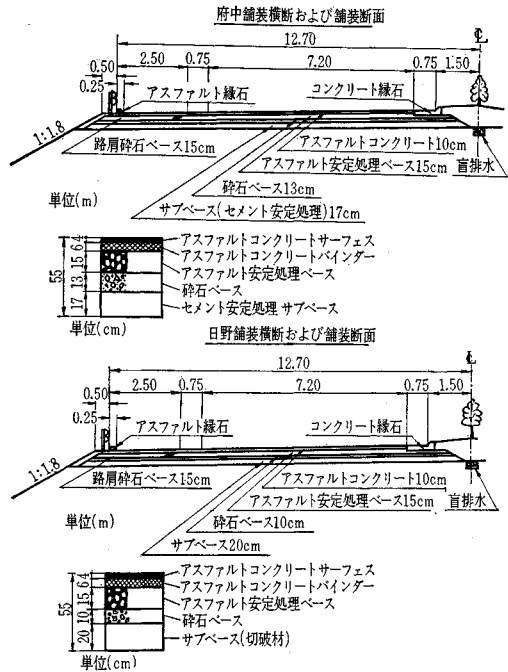 府中舗装横断および舗装断面
℄
12.70
0.50
2.50
0.75
7.20
0.75
1.50
0.25
アスファルト縁石
コンクリート縁石
1:1.8
路肩砕石ベース15cm
アスファルトコンクリート10cm
アスファルト安定処理ベース15cm
盲排水
砕石ベース13cm
単位(m)
サブベース(セメント安定処理)17cm
アスファルトコンクリートサーフェス
アスファルトコンクリートバインダー
アスファルト安定処理ベース
砕石ベース
セメント安定処理 サブベース
55
17 13 15 6 4
単位(cm)
日野舗装横断および舗装断面
℄
12.70
0.50
2.50
0.75
7.20
0.75
1.50
0.25
アスファルト縁石
コンクリート縁石
1:1.8
路肩砕石ベース15cm
アスファルトコンクリート10cm
アスファルト安定処理ベース15cm
盲排水
単位(m)
砕石ベース10cm
サブベース20cm
アスファルトコンクリートサーフェス
アスファルトコンクリートバインダー
アスファルト安定処理ベース
砕石ベース
サブベース(切破材)
55
20 10 15 6 4
単位(cm)